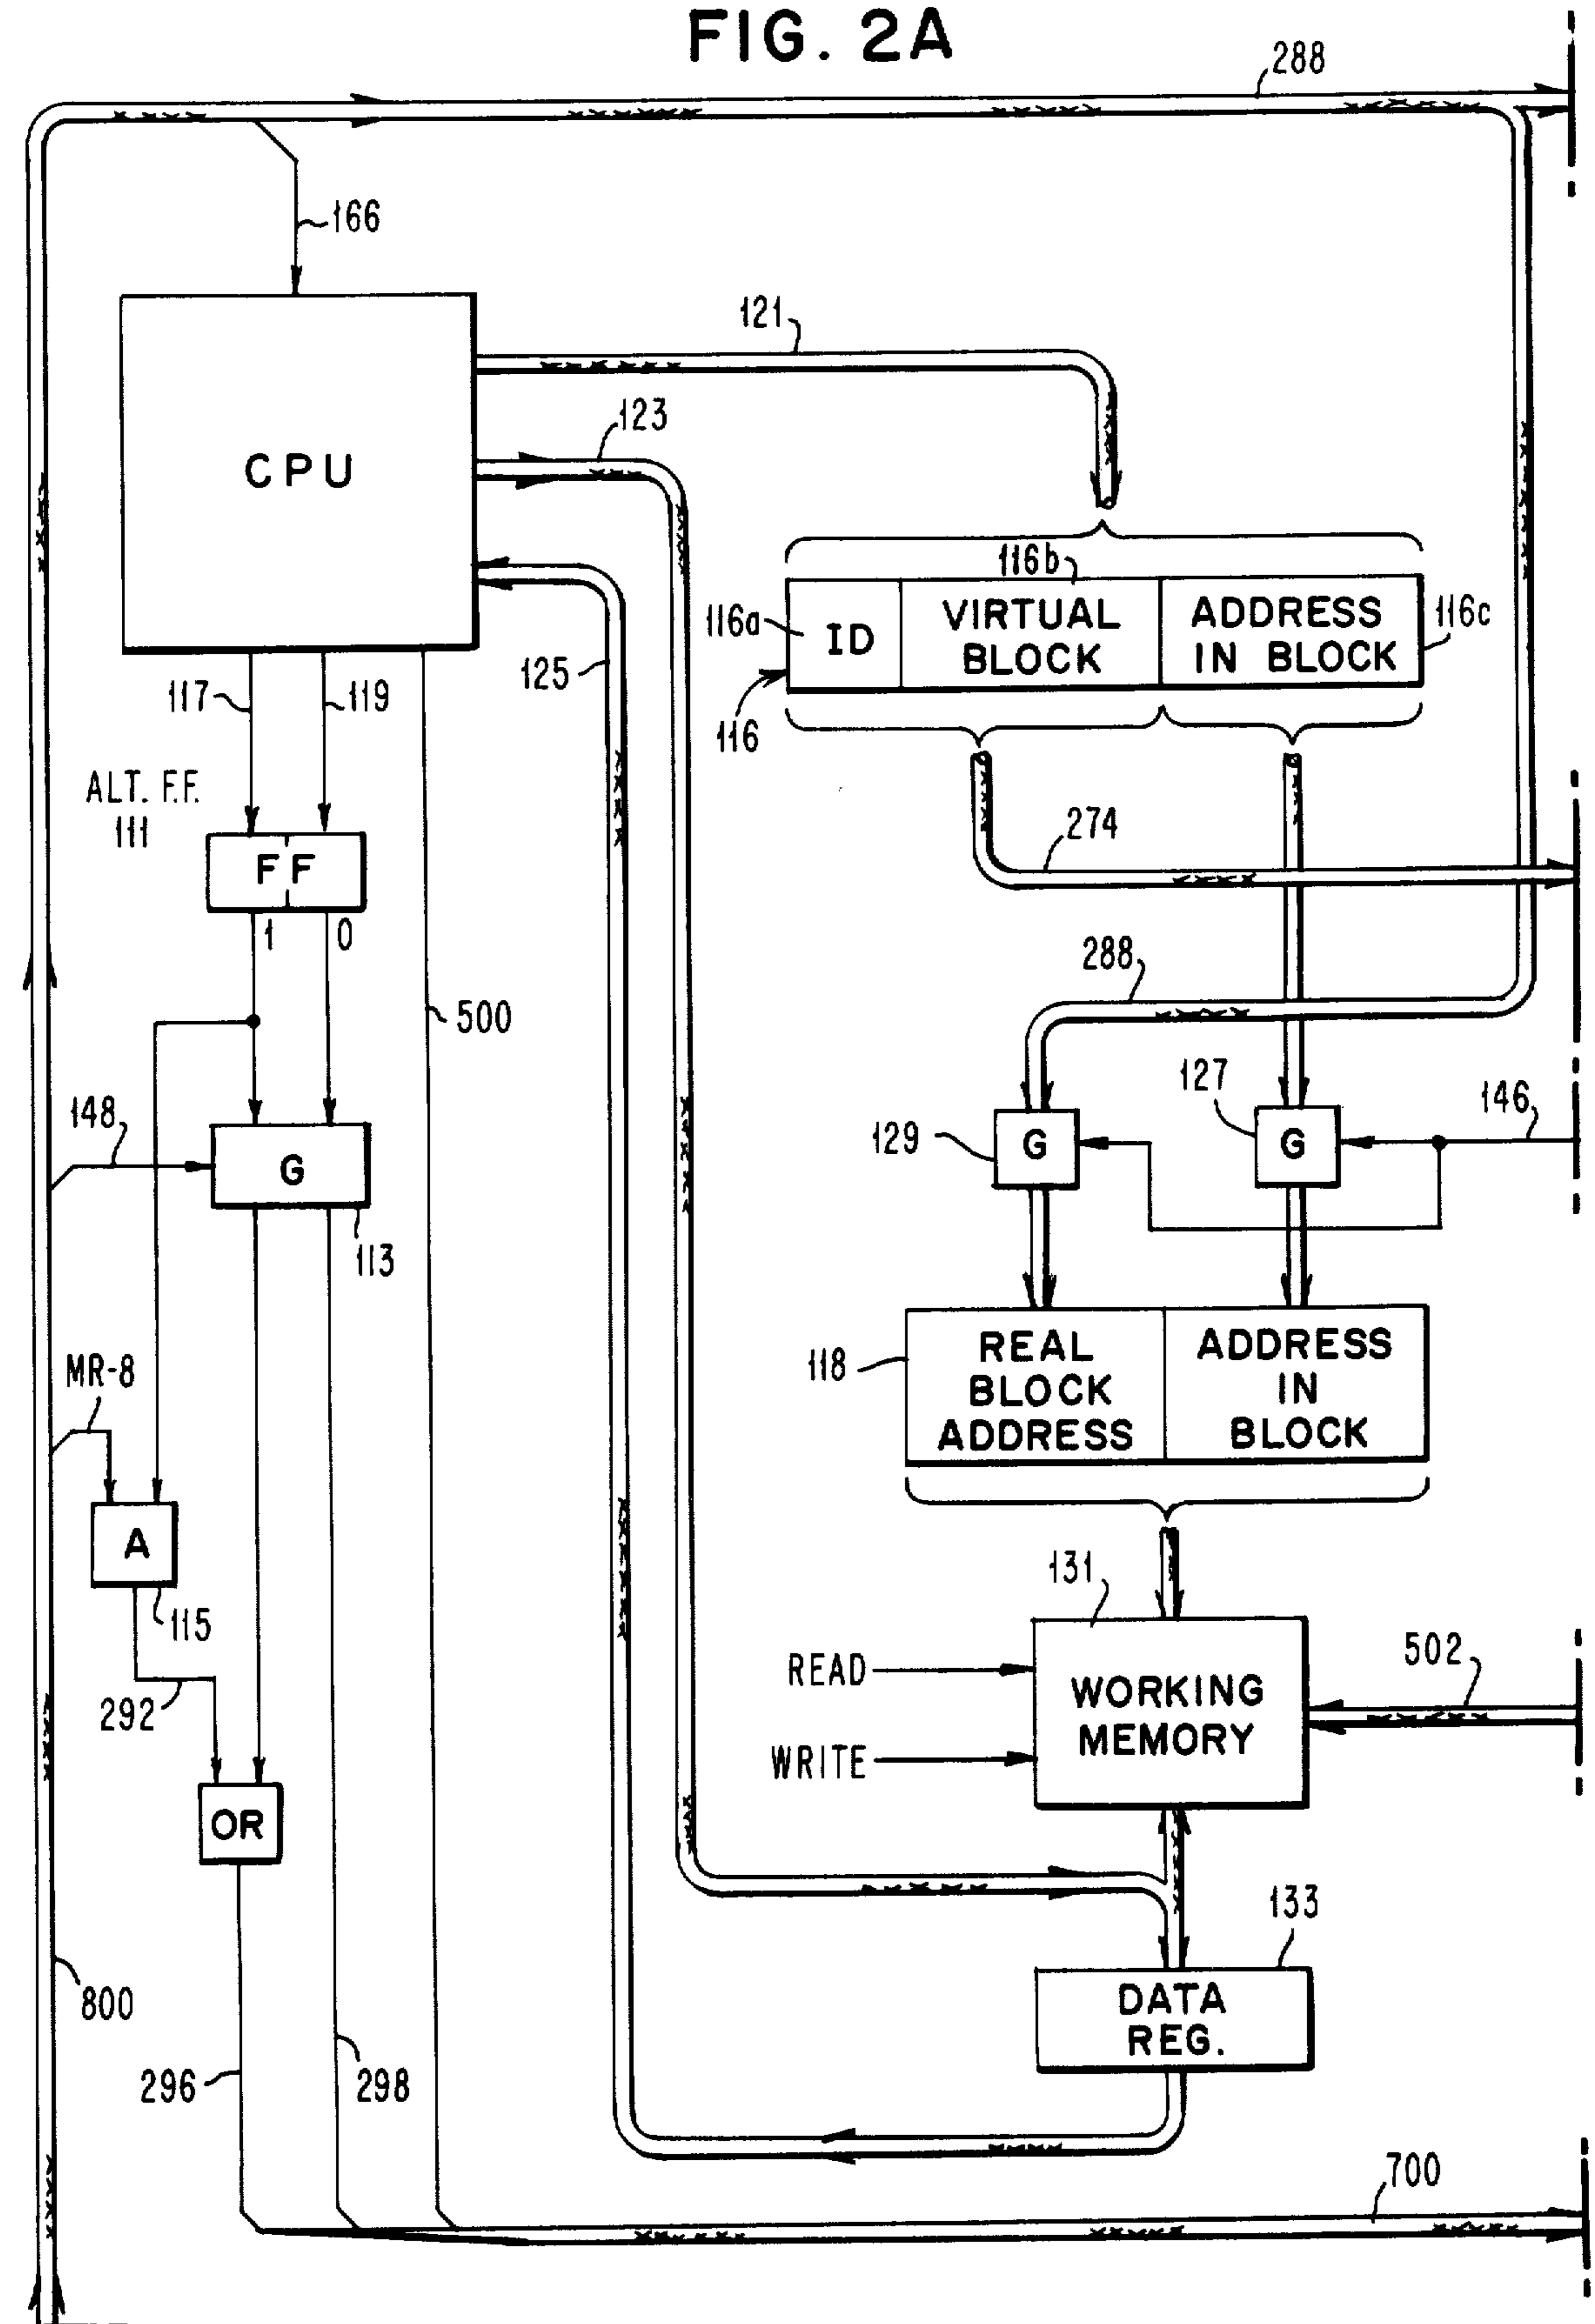 FIG. 2A
288
166
121
123
CPU
116b
116a
ID
VIRTUAL
BLOCK
ADDRESS
IN BLOCK
116c
116
125
117
119
ALT. F.F.
111
FF
1
0
274
500
288
148
127
146
129
G
G
G
113
MR-8
118
REAL
BLOCK
ADDRESS
ADDRESS
IN
BLOCK
A
115
131
READ
WORKING
MEMORY
502
292
WRITE
OR
133
DATA
REG.
800
296
298
700